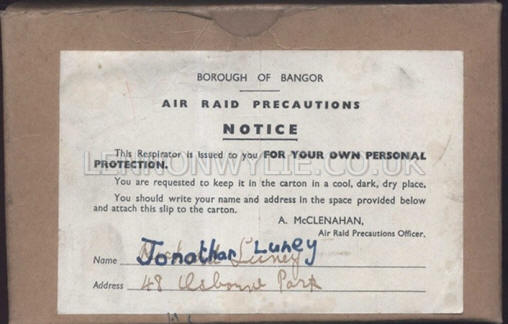 BOROUGH OF BANGOR
AIR RAID PRECAUTIONS
NOTICE
This Respirator is issued to you FOR YOUR OWN PERSONAL
PROTECTION.
LENNONWYLIE.CO.UK
You are requested to keep it in the carton in a cool, dark, dry place.
You should write your name and address in the space provided below
and attach this slip to the carton.
A. McCLENAHAN,
Air Raid Precautions Officer.
Name Jonathan Luney
Luney
Address 48 Osborne Park